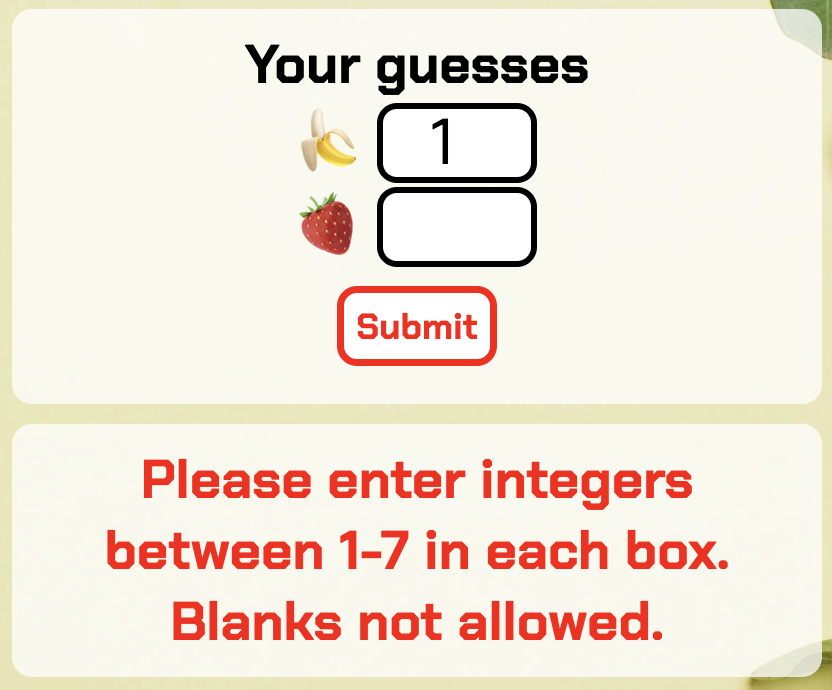 Your guesses
1
Submit
Please enter integers
between 1-7 in each box.
Blanks not allowed.